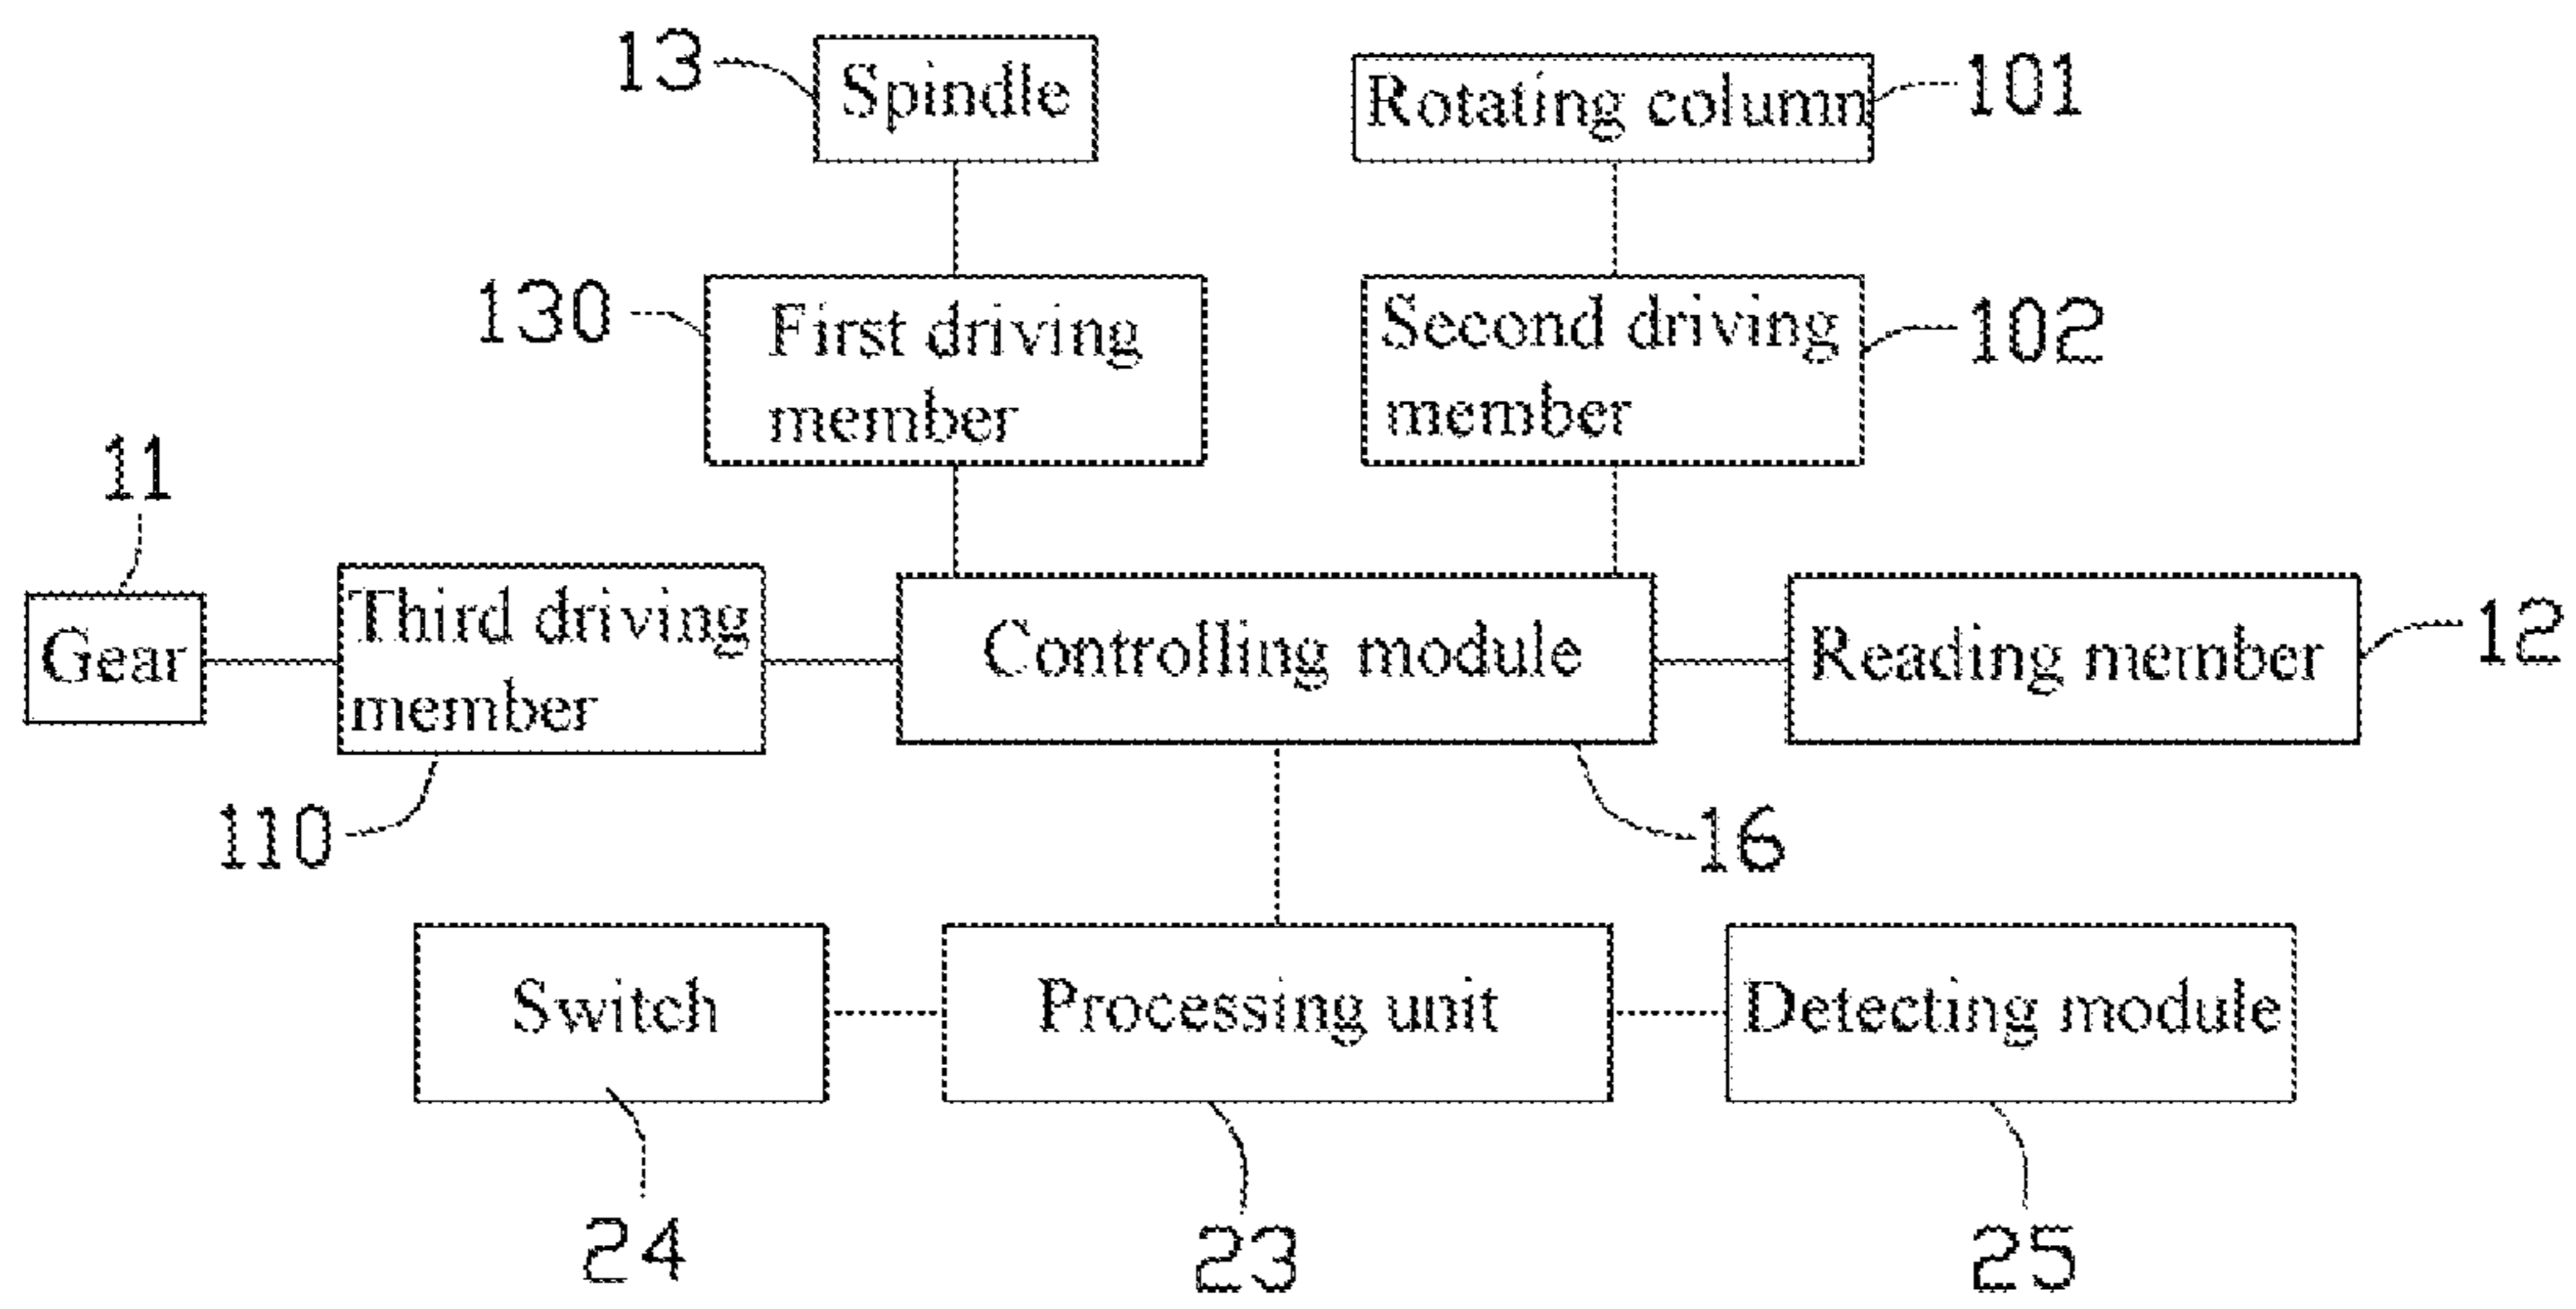 13
Spindle
Rotating column
101
130
First driving
member
Second driving
member
102
11
Gear
Third driving
member
Controlling module
Reading member
12
110
16
Switch
Processing unit
Detecting module
24
23
25